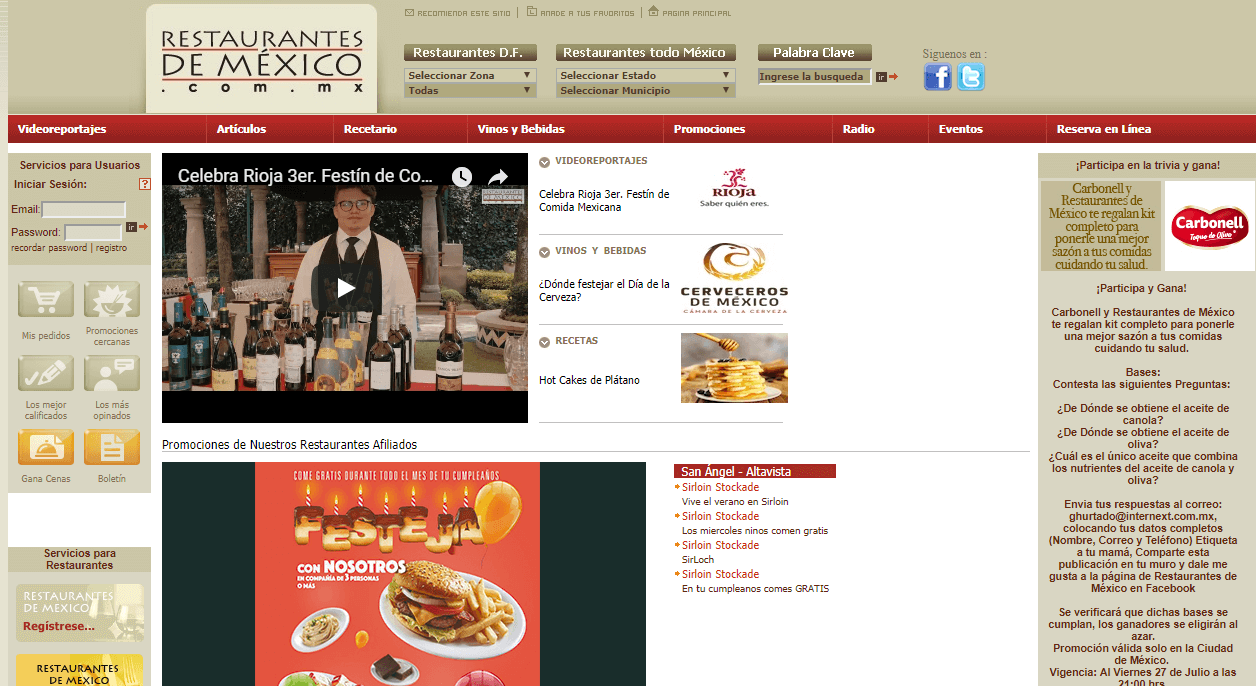 RESTAURANTES
DE MÉXICO
.com.mx
RECOMIENDA ESTE SITIO | AÑADE A TUS FAVORITOS | PAGINA PRINCIPAL
Restaurantes D.F.
Seleccionar Zona
Todas
Restaurantes todo México
Seleccionar Estado
Seleccionar Municipio
Palabra Clave
Ingrese la busqueda
ir
Siguenos en :
Videoreportajes
Artículos
Recetario
Vinos y Bebidas
Promociones
Radio
Eventos
Reserva en Línea
Servicios para Usuarios
Iniciar Sesión:
?
Email:
Password:
ir
recordar password | registro
Mis pedidos
Promociones
cercanas
Los mejor
calificados
Los más
opinados
Gana Cenas
Boletín
Servicios para
Restaurantes
RESTAURANTES
DE MEXICO
Regístrese...
RESTAURANTES
DE MÉXICO
Celebra Rioja 3er. Festín de Co...
RESTAURANTES
DE MÉXICO
VIDEOREPORTAJES
Celebra Rioja 3er. Festín de
Comida Mexicana
RIOJA
Saber quién eres.
VINOS Y BEBIDAS
¿Dónde festejar el Día de la
Cerveza?
CERVECEROS
DE MÉXICO
CÁMARA DE LA CERVEZA
RECETAS
Hot Cakes de Plátano
Promociones de Nuestros Restaurantes Afiliados
COME GRATIS DURANTE TODO EL MES DE TU CUMPLEAÑOS
FESTEJA
CON NOSOTROS
EN COMPAÑÍA DE 3 PERSONAS
O MÁS
San Ángel - Altavista
Sirloin Stockade
Vive el verano en Sirloin
Sirloin Stockade
Los miercoles ninos comen gratis
Sirloin Stockade
SirLoch
Sirloin Stockade
En tu cumpleanos comes GRATIS
¡Participa en la trivia y gana!
Carbonell y
Restaurantes de
México te regalan kit
completo para
ponerle una mejor
sazón a tus comidas
cuidando tu salud.
Carbonell
Toque de Olivo
¡Participa y Gana!
Carbonell y Restaurantes de México
te regalan kit completo para ponerle
una mejor sazón a tus comidas
cuidando tu salud.
Bases:
Contesta las siguientes Preguntas:
¿De Dónde se obtiene el aceite de
canola?
¿De Dónde se obtiene el aceite de
oliva?
¿Cuál es el único aceite que combina
los nutrientes del aceite de canola y
oliva?
Envia tu respuestas al correo:
ghurtado@internext.com.mx,
colocando tus datos completos
(Nombre, Correo y Teléfono) Etiqueta
a tu mamá, Comparte esta
publicación en tu muro y dale me
gusta a la página de Restaurantes de
México en Facebook
Se verificará que dichas bases se
cumplan, los ganadores se eligirán al
azar.
Promoción válida solo en la Ciudad
de México.
Vigencia: Al Viernes 27 de Julio a las
21:00 hrs